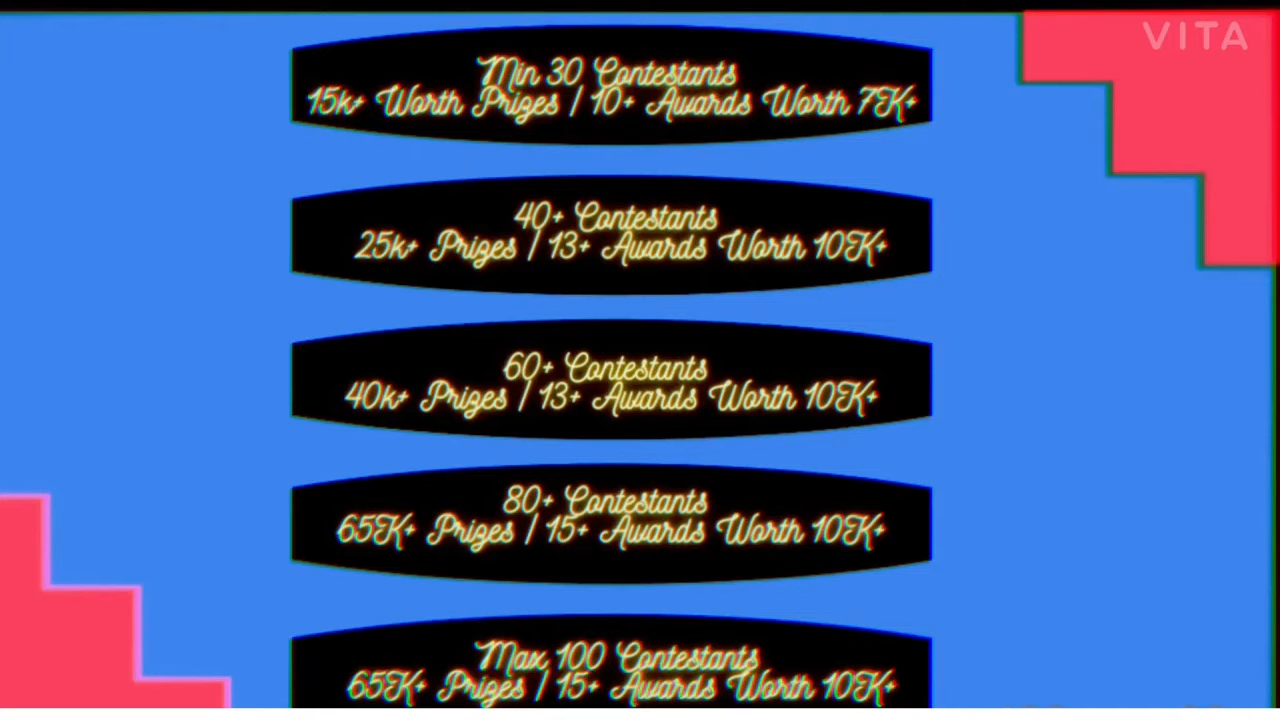 VITA
Min 30 Contestants
15k+ Worth Prizes / 10+ Awards Worth 7K+
40+ Contestants
25k+ Prizes / 13+ Awards Worth 10K+
60+ Contestants
40k+ Prizes / 13+ Awards Worth 10K+
80+ Contestants
65K+ Prizes / 15+ Awards Worth 10K+
Max 100 Contestants
65K+ Prizes / 15+ Awards Worth 10K+